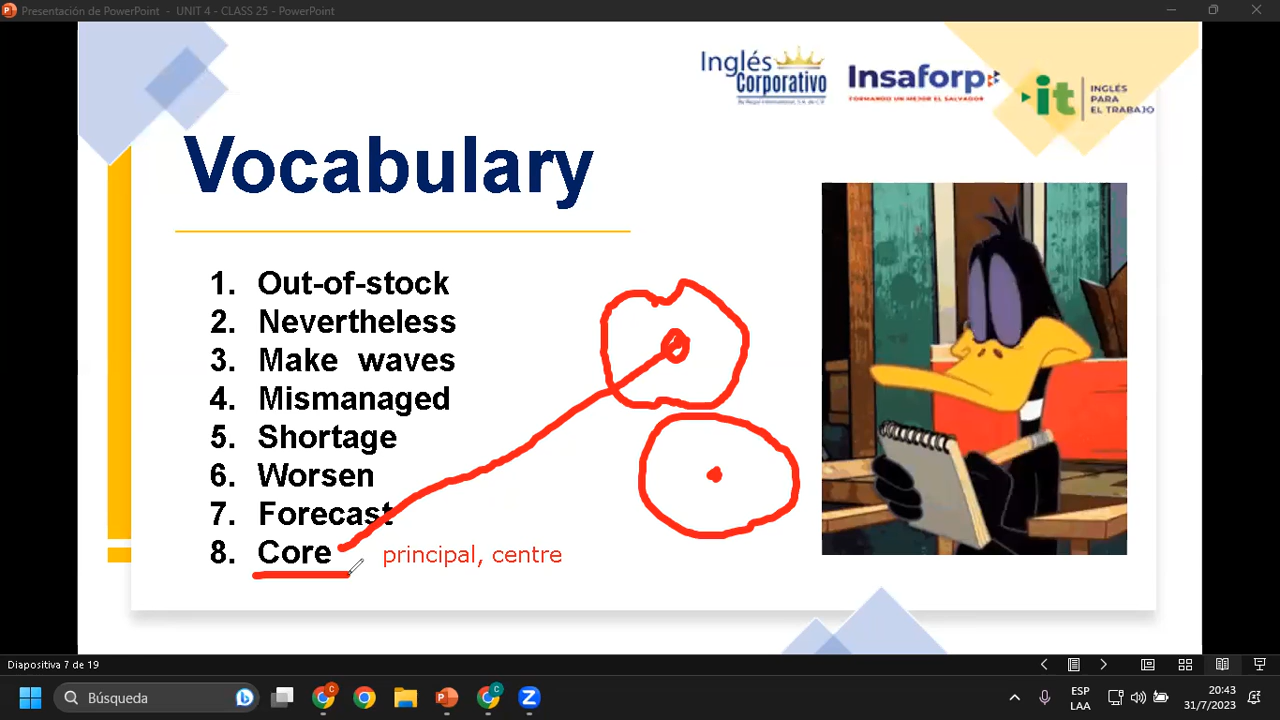 Presentación de PowerPoint - UNIT 4 - CLASS 25 - PowerPoint
Inglés
Corporativo
Insaforp
FORMANDO UN MEJOR EL SALVADOR
it
INGLÉS
PARA
EL TRABAJO
Vocabulary
1. Out-of-stock
2. Nevertheless
3. Make waves
4. Mismanaged
5. Shortage
6. Worsen
7. Forecast
8. Core principal, centre
Diapositiva 7 de 19
Búsqueda
ESP
LAA
20:43
31/7/2023